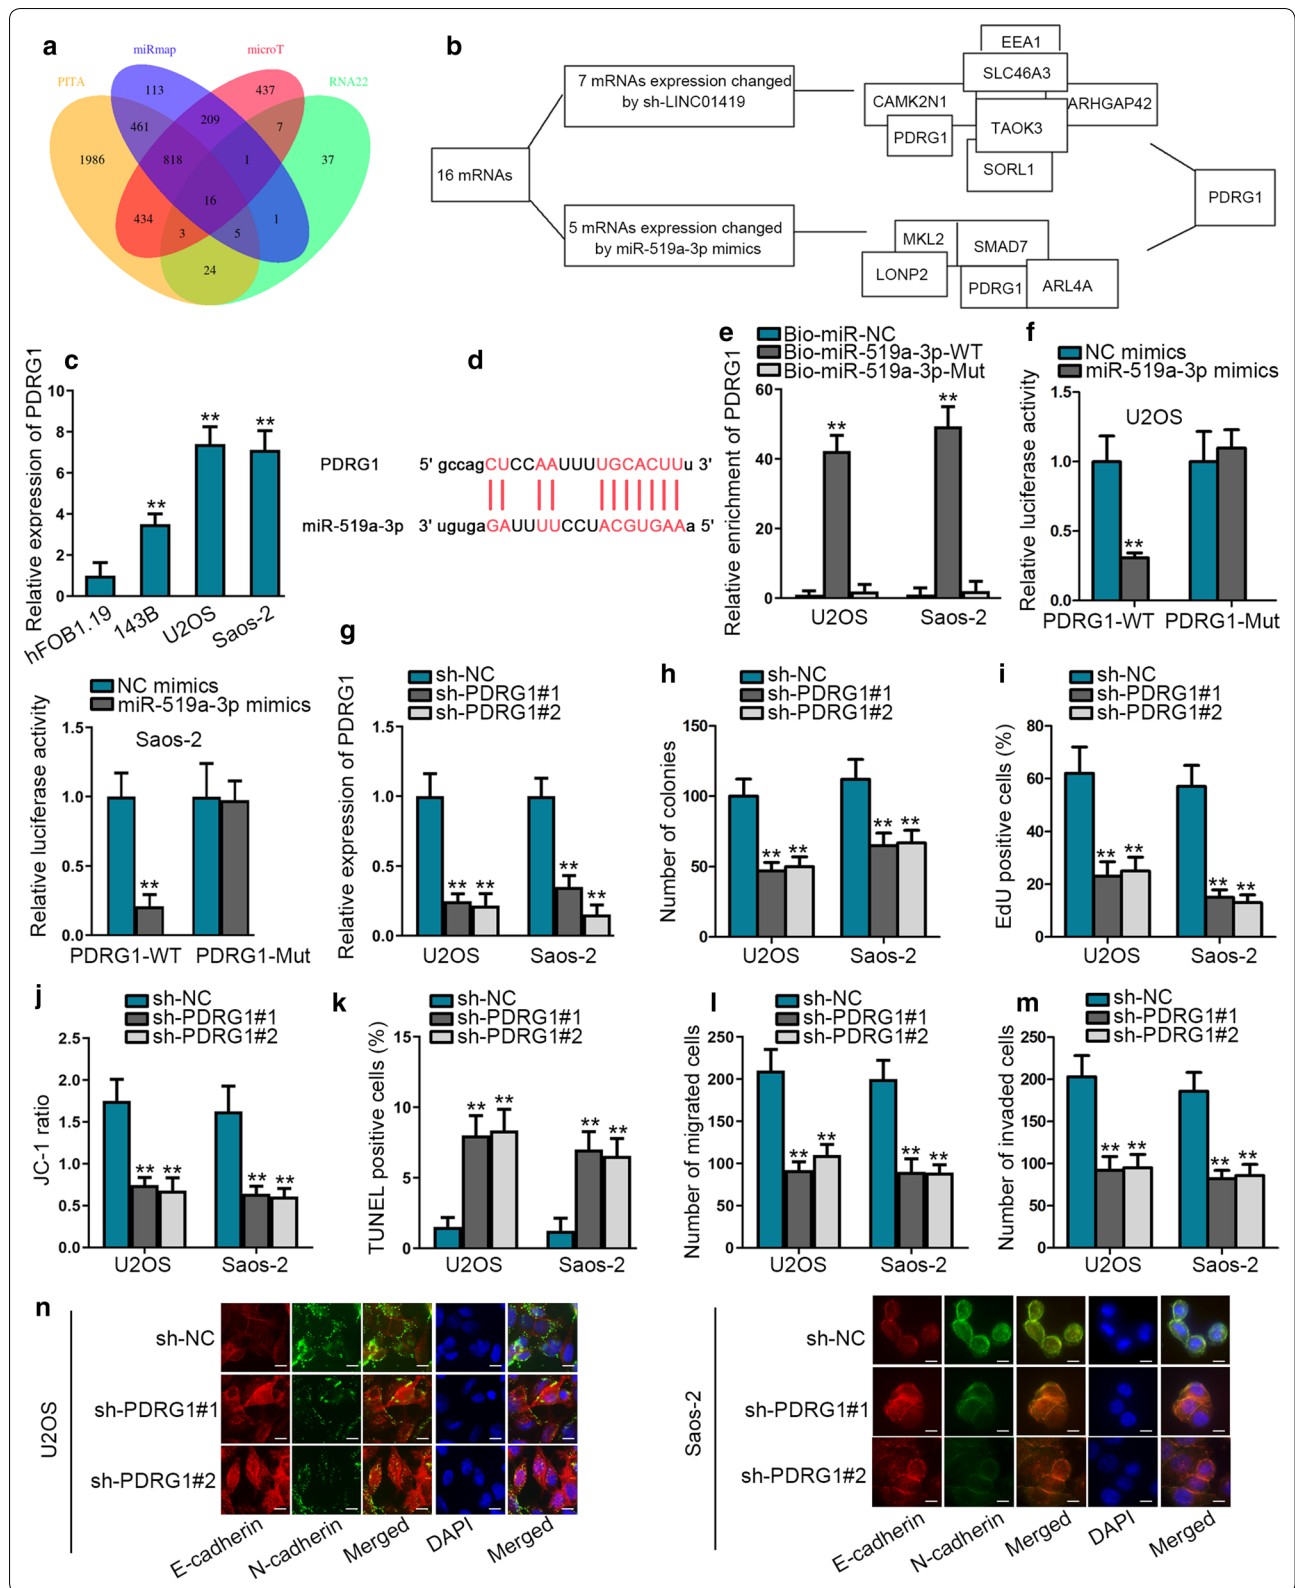 a
miRmap
microT
PITA
RNA22
113
437
461
209
7
1986
818
1
37
16
434
3
5
1
24
b
16 mRNAs
7 mRNAs expression changed
by sh-LINC01419
5 mRNAs expression changed
by miR-519a-3p mimics
EEA1
SLC46A3
CAMK2N1
ARHGAP42
PDRG1
TAOK3
SORL1
MKL2
SMAD7
LONP2
PDRG1
ARL4A
PDRG1
c
Relative expression of PDRG1
10
8
6
4
2
0
**
**
**
hFOB1.19
143B
U2OS
Saos-2
d
PDRG1 5' gccagCUCCAAUUUUGCACUUu 3'
miR-519a-3p 3' ugugaGAUUUUCCUACGUGAAa 5'
e
Bio-miR-NC
Bio-miR-519a-3p-WT
Bio-miR-519a-3p-Mut
Relative enrichment of PDRG1
60
40
20
0
**
**
U2OS
Saos-2
f
NC mimics
miR-519a-3p mimics
U2OS
Relative luciferase activity
1.5
1.0
0.5
0.0
**
PDRG1-WT
PDRG1-Mut
NC mimics
miR-519a-3p mimics
Saos-2
Relative luciferase activity
1.5
1.0
0.5
0.0
**
PDRG1-WT
PDRG1-Mut
g
sh-NC
sh-PDRG1#1
sh-PDRG1#2
Relative expression of PDRG1
1.5
1.0
0.5
0.0
** **
**
**
U2OS
Saos-2
h
sh-NC
sh-PDRG1#1
sh-PDRG1#2
Number of colonies
150
100
50
0
** **
** **
U2OS
Saos-2
i
sh-NC
sh-PDRG1#1
sh-PDRG1#2
EdU positive cells (%)
80
60
40
20
0
** **
** **
U2OS
Saos-2
j
sh-NC
sh-PDRG1#1
sh-PDRG1#2
JC-1 ratio
2.5
2.0
1.5
1.0
0.5
0.0
** **
** **
U2OS
Saos-2
k
sh-NC
sh-PDRG1#1
sh-PDRG1#2
TUNEL positive cells (%)
15
10
5
0
** **
** **
U2OS
Saos-2
l
sh-NC
sh-PDRG1#1
sh-PDRG1#2
Number of migrated cells
250
200
150
100
50
0
** **
** **
U2OS
Saos-2
m
sh-NC
sh-PDRG1#1
sh-PDRG1#2
Number of invaded cells
250
200
150
100
50
0
** **
** **
U2OS
Saos-2
n
U2OS
sh-NC
sh-PDRG1#1
sh-PDRG1#2
E-cadherin
N-cadherin
Merged
DAPI
Merged
Saos-2
sh-NC
sh-PDRG1#1
sh-PDRG1#2
E-cadherin
N-cadherin
Merged
DAPI
Merged